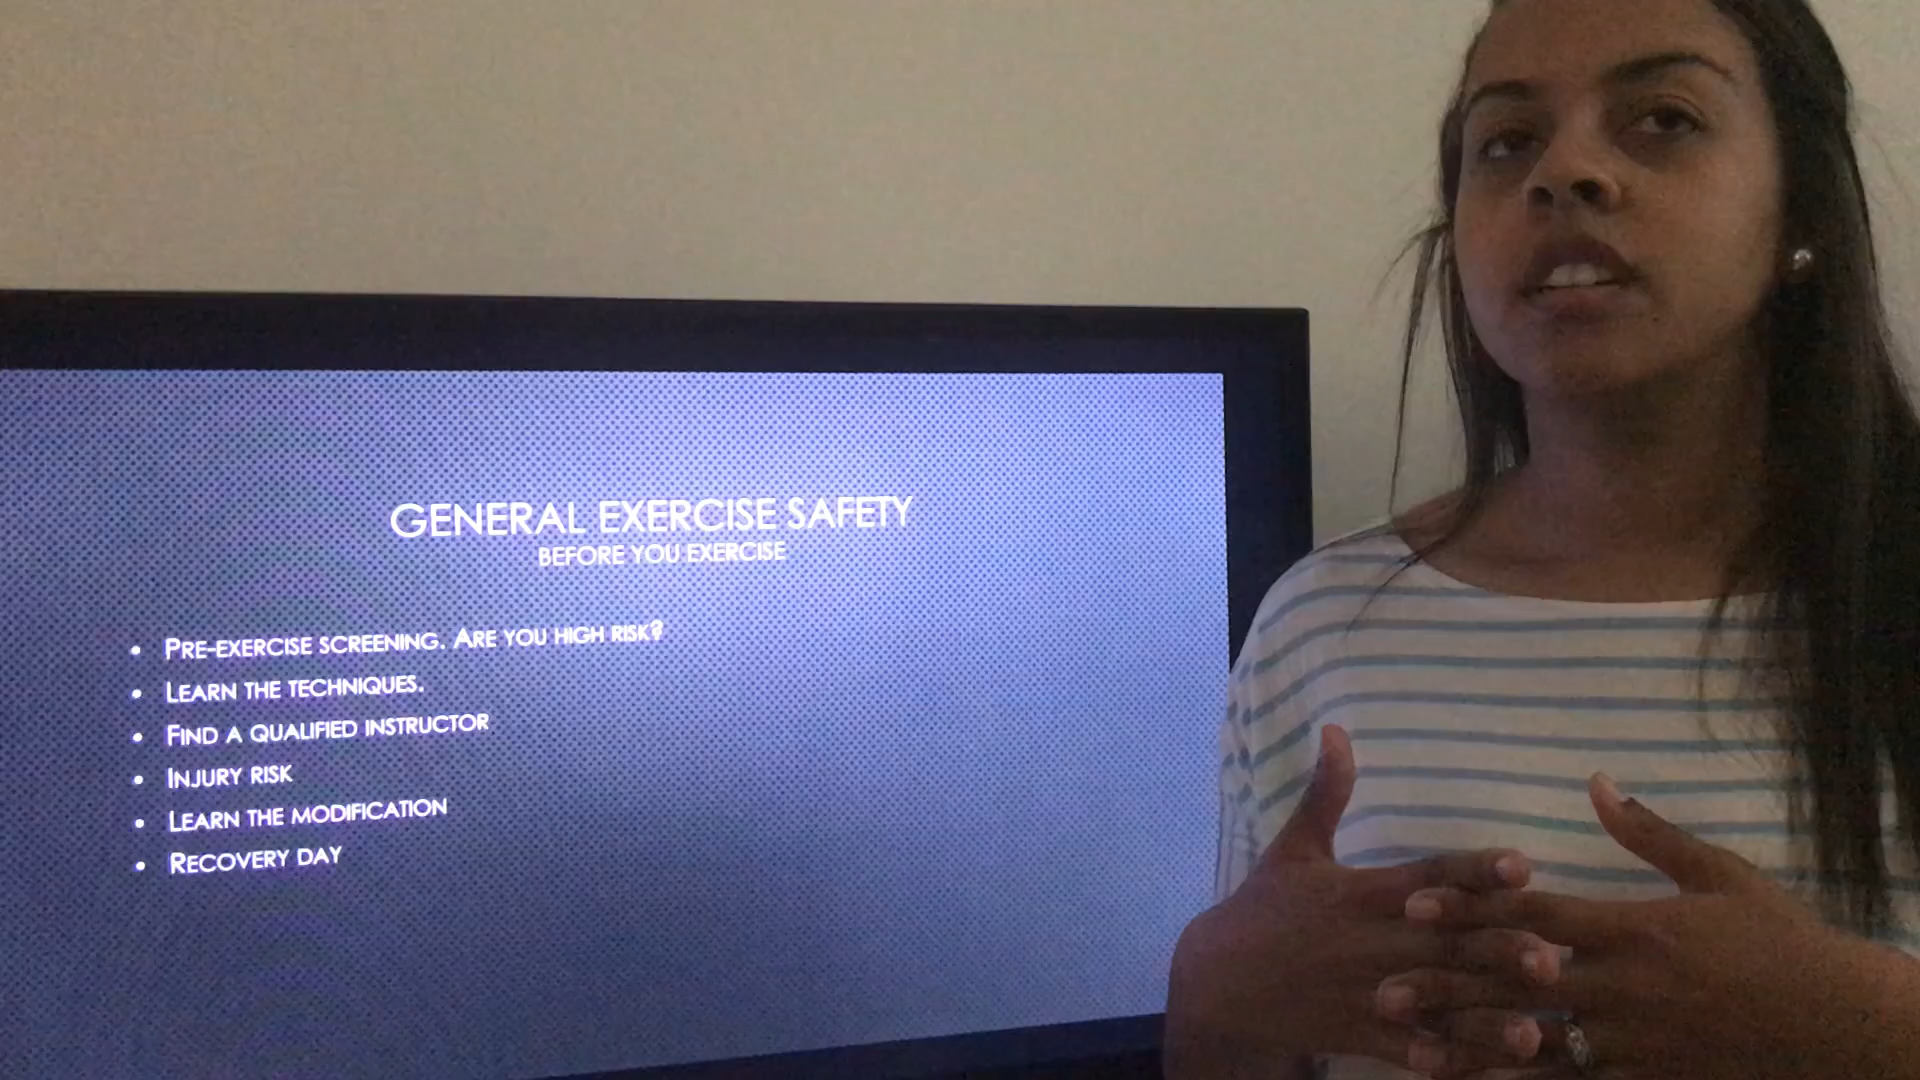 GENERAL EXERCISE SAFETY
BEFORE YOU EXERCISE
• PRE-EXERCISE SCREENING. ARE YOU HIGH RISK?
• LEARN THE TECHNIQUES.
• FIND A QUALIFIED INSTRUCTOR
• INJURY RISK
• LEARN THE MODIFICATION
• RECOVERY DAY